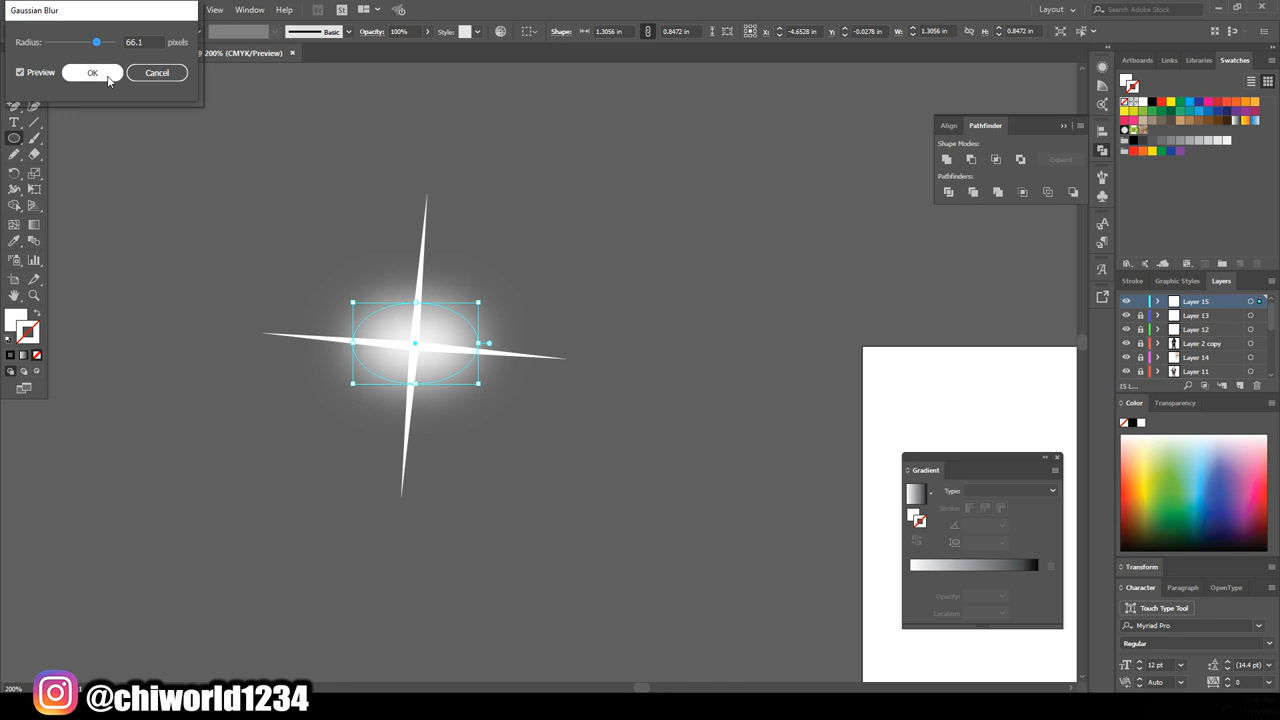 Gaussian Blur
Radius: 66.1 pixels
Preview OK Cancel
View Window Help Br St Layout Search Adobe Stock
Basic Opacity: 100% Style: Shape: 1.3056 in 0.8472 in X: -4.6528 in Y: -0.0278 in W: 1.3056 in H: 0.8472 in
@ 200% (CMYK/Preview)
Artboards Links Libraries Swatches
Align Pathfinder
Shape Modes:
Expand
Pathfinders:
Stroke Graphic Styles Layers
Layer 15
Layer 13
Layer 12
Layer 2 copy
Layer 14
Layer 11
15 L...
Color Transparency
Gradient
Type:
Stroke:
Opacity:
Location:
Transform
Character Paragraph OpenType
Touch Type Tool
Myriad Pro
Regular
12 pt (14.4 pt)
Auto 0
200%
@chiworld1234